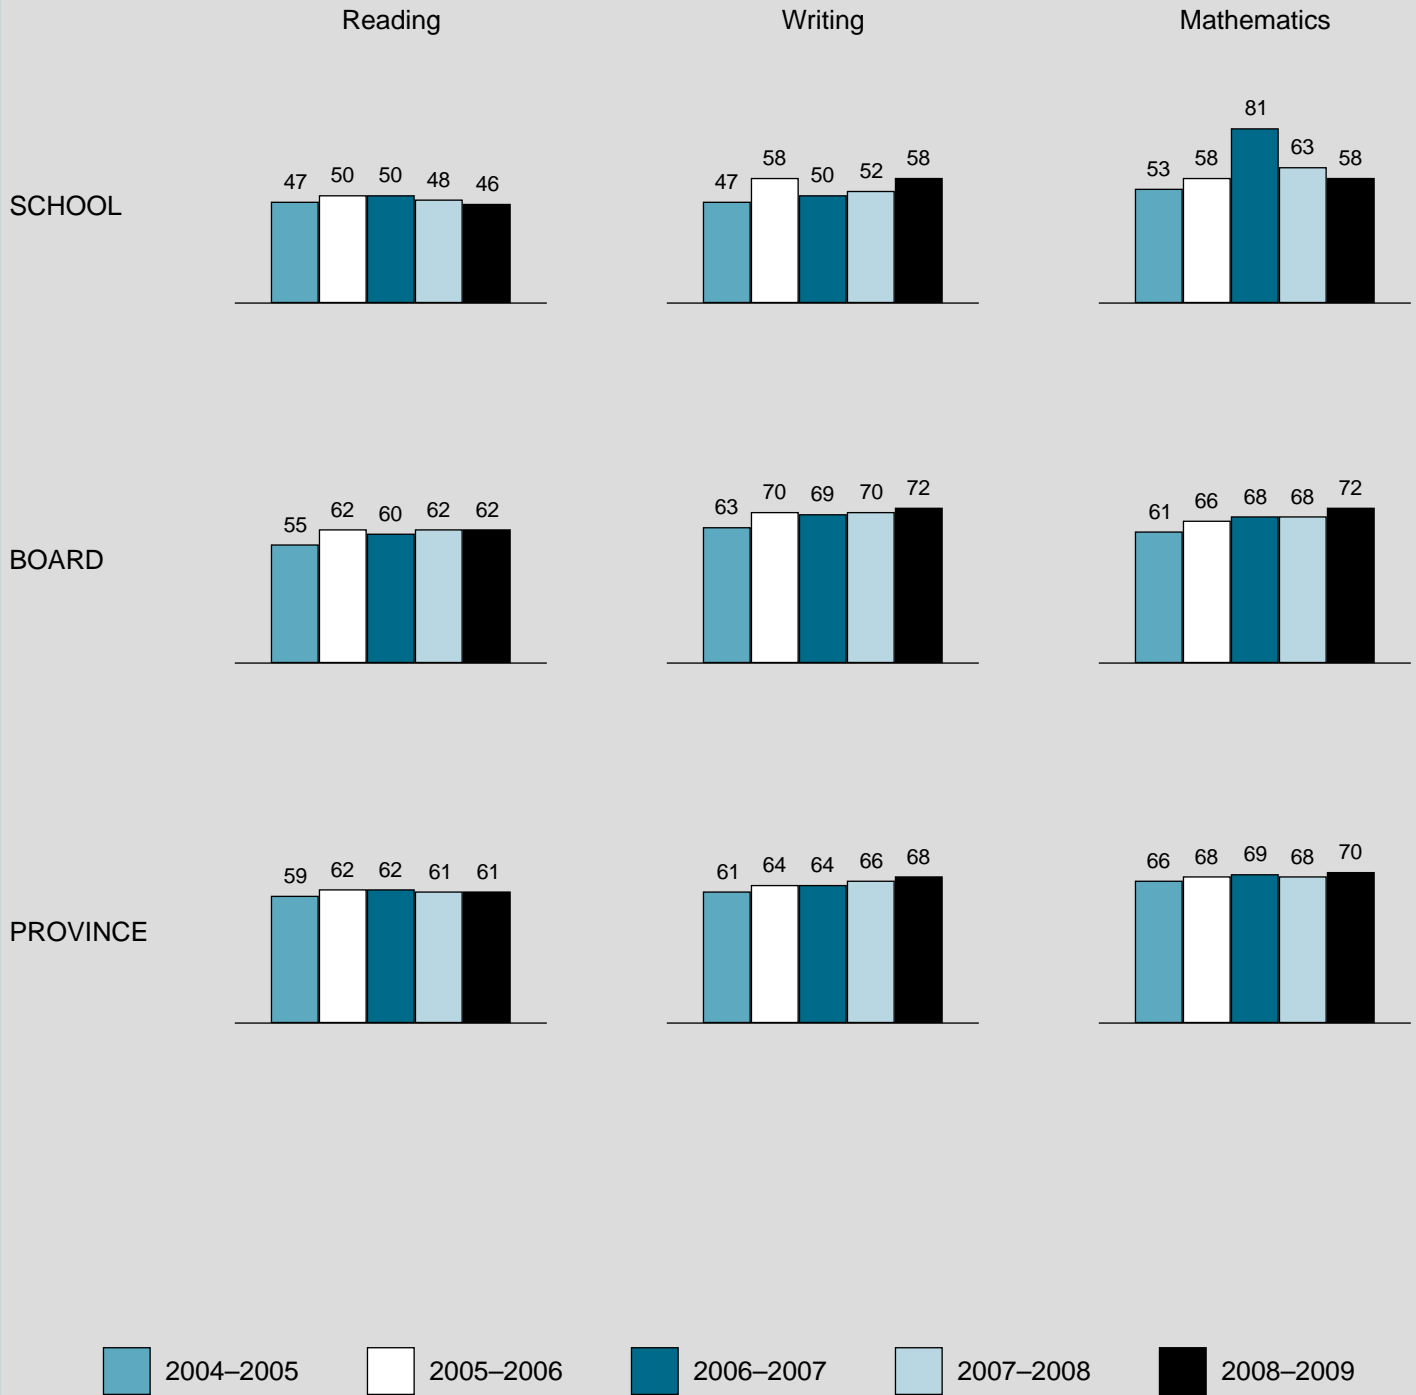 Reading Writing Mathematics
SCHOOL
47 50 50 48 46
47 58 50 52 58
53 58 81 63 58
BOARD
55 62 60 62 62
63 70 69 70 72
61 66 68 68 72
PROVINCE
59 62 62 61 61
61 64 64 66 68
66 68 69 68 70
2004–2005 2005–2006 2006–2007 2007–2008 2008–2009